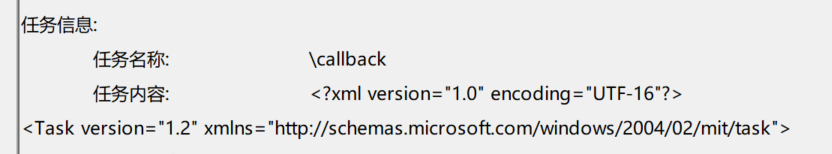 任务信息:
任务名称: \callback
任务内容: <?xml version="1.0" encoding="UTF-16"?>
<Task version="1.2" xmlns="http://schemas.microsoft.com/windows/2004/02/mit/task">